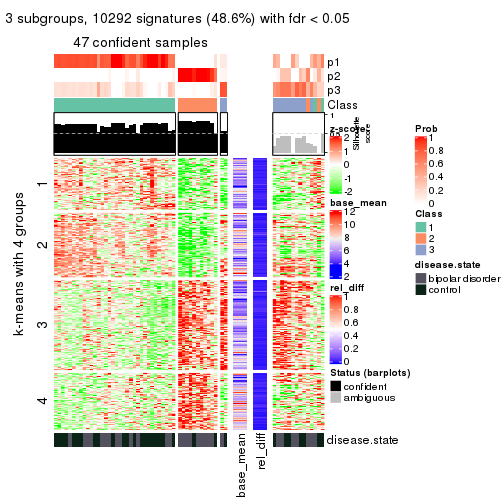 3 subgroups, 10292 signatures (48.6%) with fdr < 0.05
47 confident samples
p1
p2
p3
Class
1
0.5
0
Silhouette
score
z-score
2
1
0
-1
-2
base_mean
12
10
8
6
4
2
rel_diff
1
0.8
0.6
0.4
0.2
0
Status (barplots)
confident
ambiguous
Prob
1
0.8
0.6
0.4
0.2
0
Class
1
2
3
disease.state
bipolar disorder
control
k-means with 4 groups
1
2
3
4
disease.state
base_mean
rel_diff